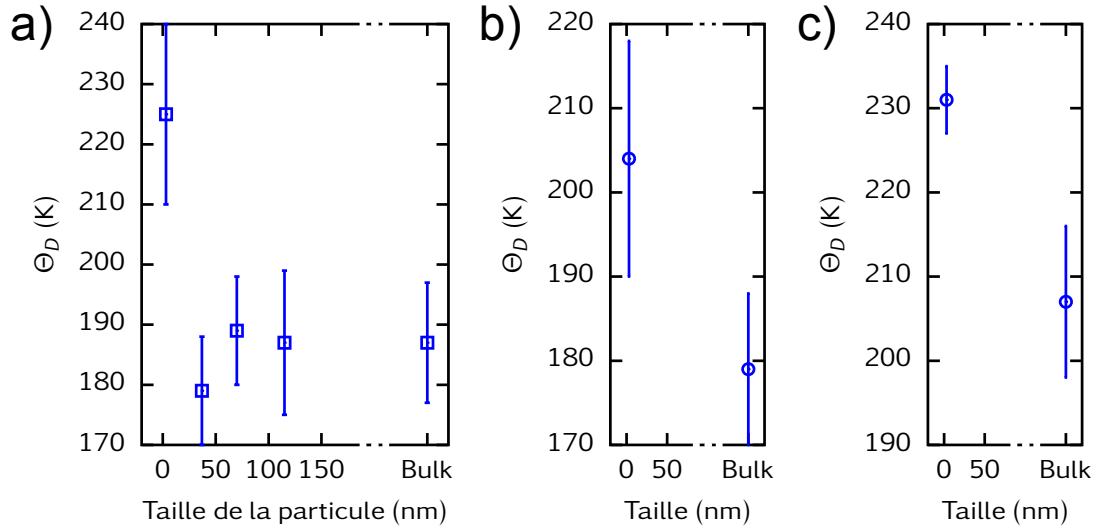 a)
240
230
220
210
200
190
180
170
Θ_D (K)
0 50 100 150 Bulk
Taille de la particule (nm)
b)
220
210
200
190
180
170
Θ_D (K)
0 50 Bulk
Taille (nm)
c)
240
230
220
210
200
190
Θ_D (K)
0 50 Bulk
Taille (nm)